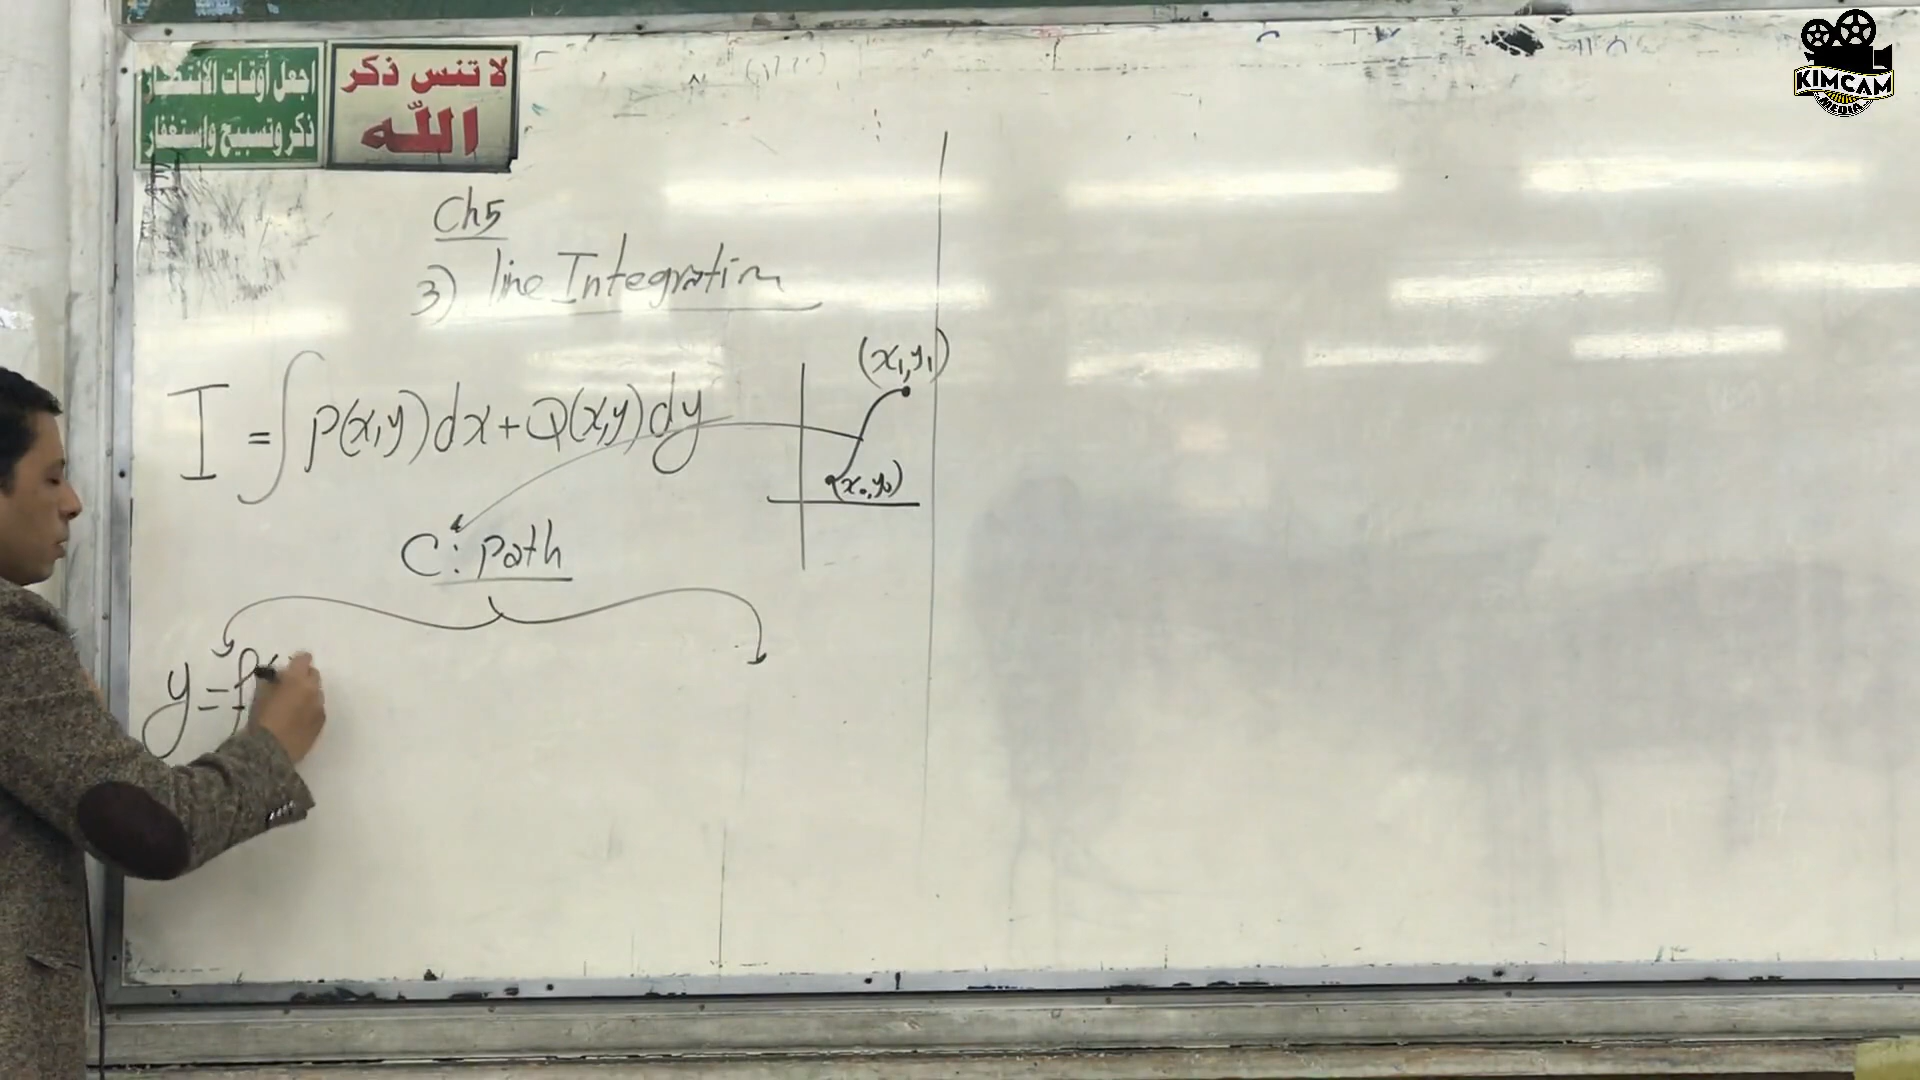 اجعل أوقات الانتظار
ذكر وتسبيح واستغفار
لا تنس ذكر
الله
KIMCAM
MEDIA
Ch5
3) line Integration
I = ∫ P(x,y) dx + Q(x,y) dy
(x₁,y₁)
(x₀,y₀)
C: path
y = f(